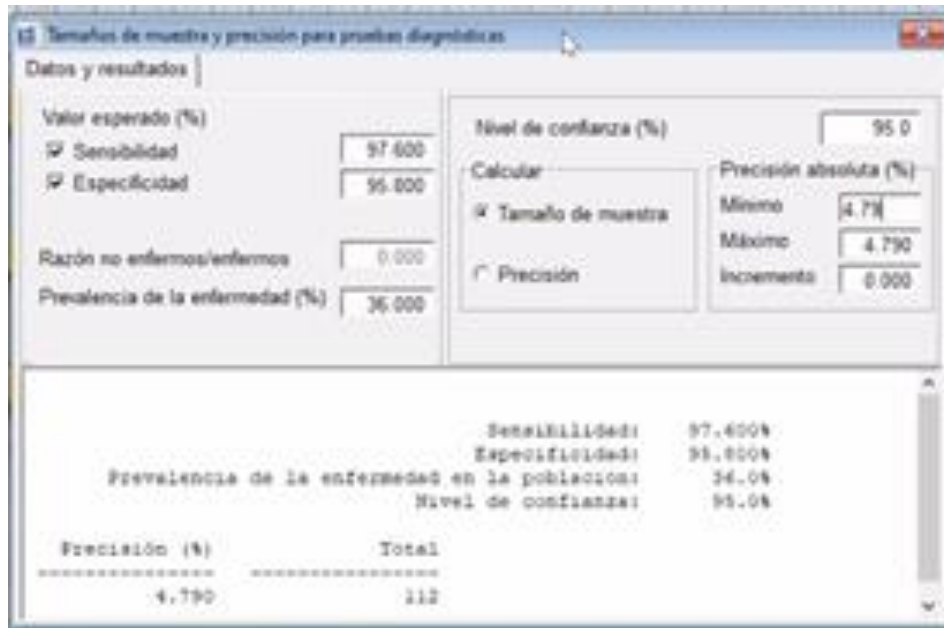 Tamaños de muestra y precisión para pruebas diagnósticas
Datos y resultados
Valor esperado (%)
Sensibilidad 97.600
Especificidad 95.800
Razón no enfermos/enfermos 0.000
Prevalencia de la enfermedad (%) 36.000
Nivel de confianza (%) 95.0
Calcular
Tamaño de muestra
Precisión
Precisión absoluta (%)
Mínimo 4.79
Máximo 4.790
Incremento 0.000
Sensibilidad: 97.600%
Especificidad: 95.800%
Prevalencia de la enfermedad en la poblacion: 36.0%
Nivel de confianza: 95.0%
Precisión (%) Total
--------------- -----------------
4.790 112